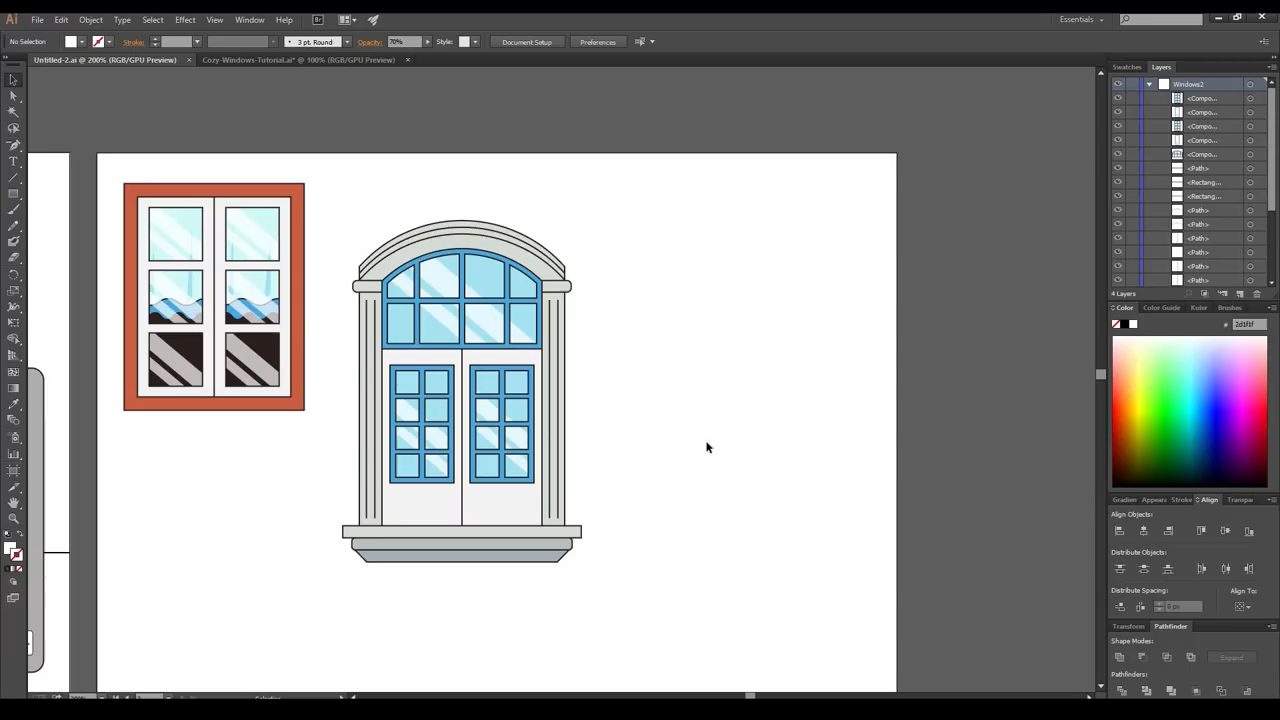 Ai File Edit Object Type Select Effect View Window Help Br Essentials
No Selection Stroke: 3 pt. Round Opacity: 70% Style: Document Setup Preferences
Untitled-2.ai @ 200% (RGB/GPU Preview) × Cozy-Windows-Tutorial.ai* @ 100% (RGB/GPU Preview) ×
Swatches Layers
Windows2
<Compo...
<Compo...
<Compo...
<Compo...
<Compo...
<Path>
<Rectang...
<Rectang...
<Path>
<Path>
<Path>
<Path>
<Path>
<Path>
4 Layers
Color Color Guide Kuler Brushes
# 2d1f1f
Gradien Appears Stroke Align Transpa
Align Objects:
Distribute Objects:
Distribute Spacing: Align To:
0 px
Transform Pathfinder
Shape Modes:
Expand
Pathfinders: